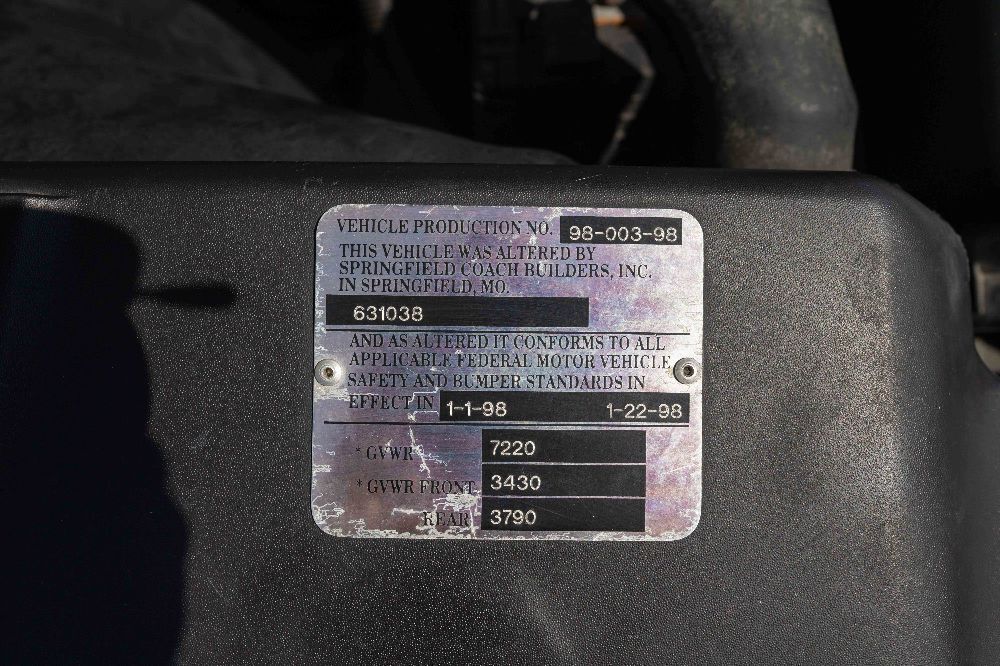 VEHICLE PRODUCTION NO. 98-003-98
THIS VEHICLE WAS ALTERED BY
SPRINGFIELD COACH BUILDERS, INC.
IN SPRINGFIELD, MO.
631038
AND AS ALTERED IT CONFORMS TO ALL
APPLICABLE FEDERAL MOTOR VEHICLE
SAFETY AND BUMPER STANDARDS IN
EFFECT IN 1-1-98 1-22-98
* GVWR 7220
* GVWR FRONT 3430
REAR 3790